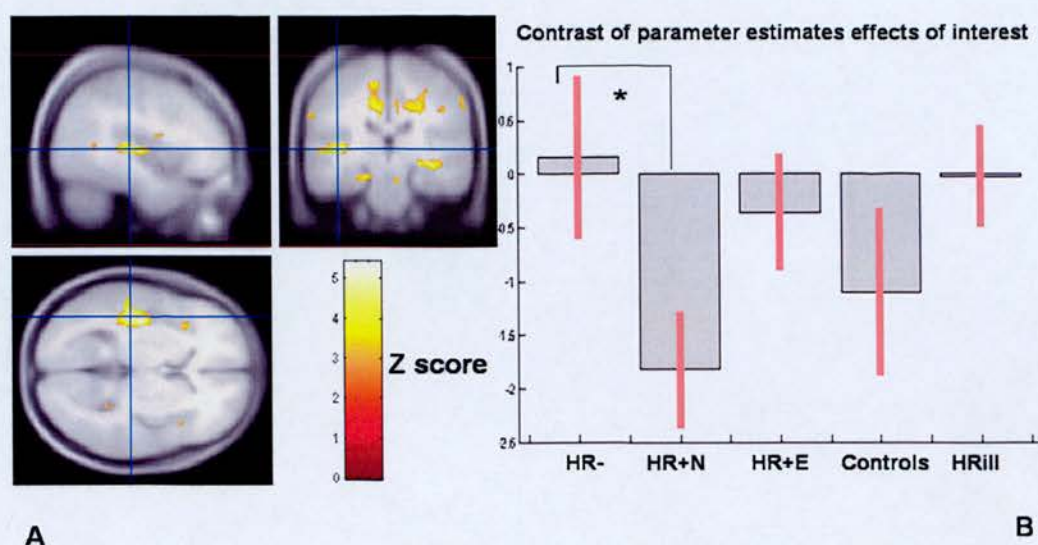 Contrast of parameter estimates effects of interest
1
0.5
0
-0.5
-1
-1.5
-2
-2.5
*
HR-
HR+N
HR+E
Controls
HRill
5
4
3
2
1
0
Z score
A
B